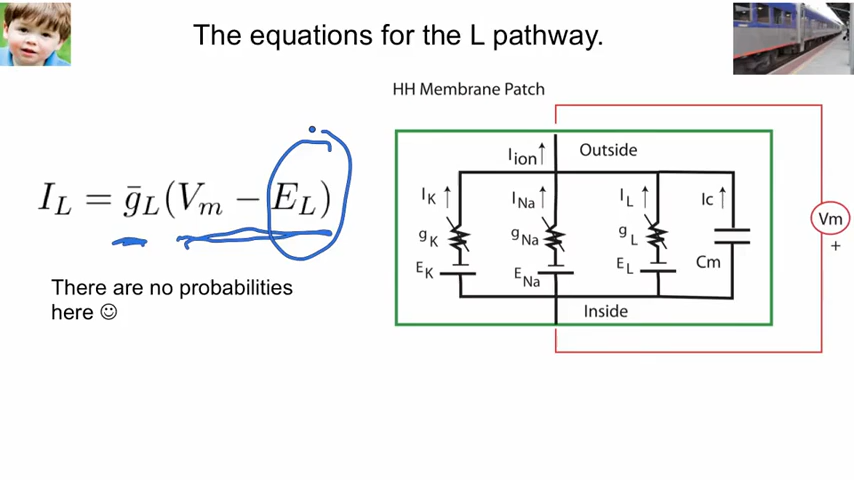 The equations for the L pathway.
HH Membrane Patch
I_L = ḡ_L(V_m − E_L)
There are no probabilities
here ☺
I_ion↑ Outside
I_K ↑ I_Na ↑ I_L ↑ Ic ↑
g_K g_Na g_L
E_K E_Na E_L Cm
Inside
Vm
+